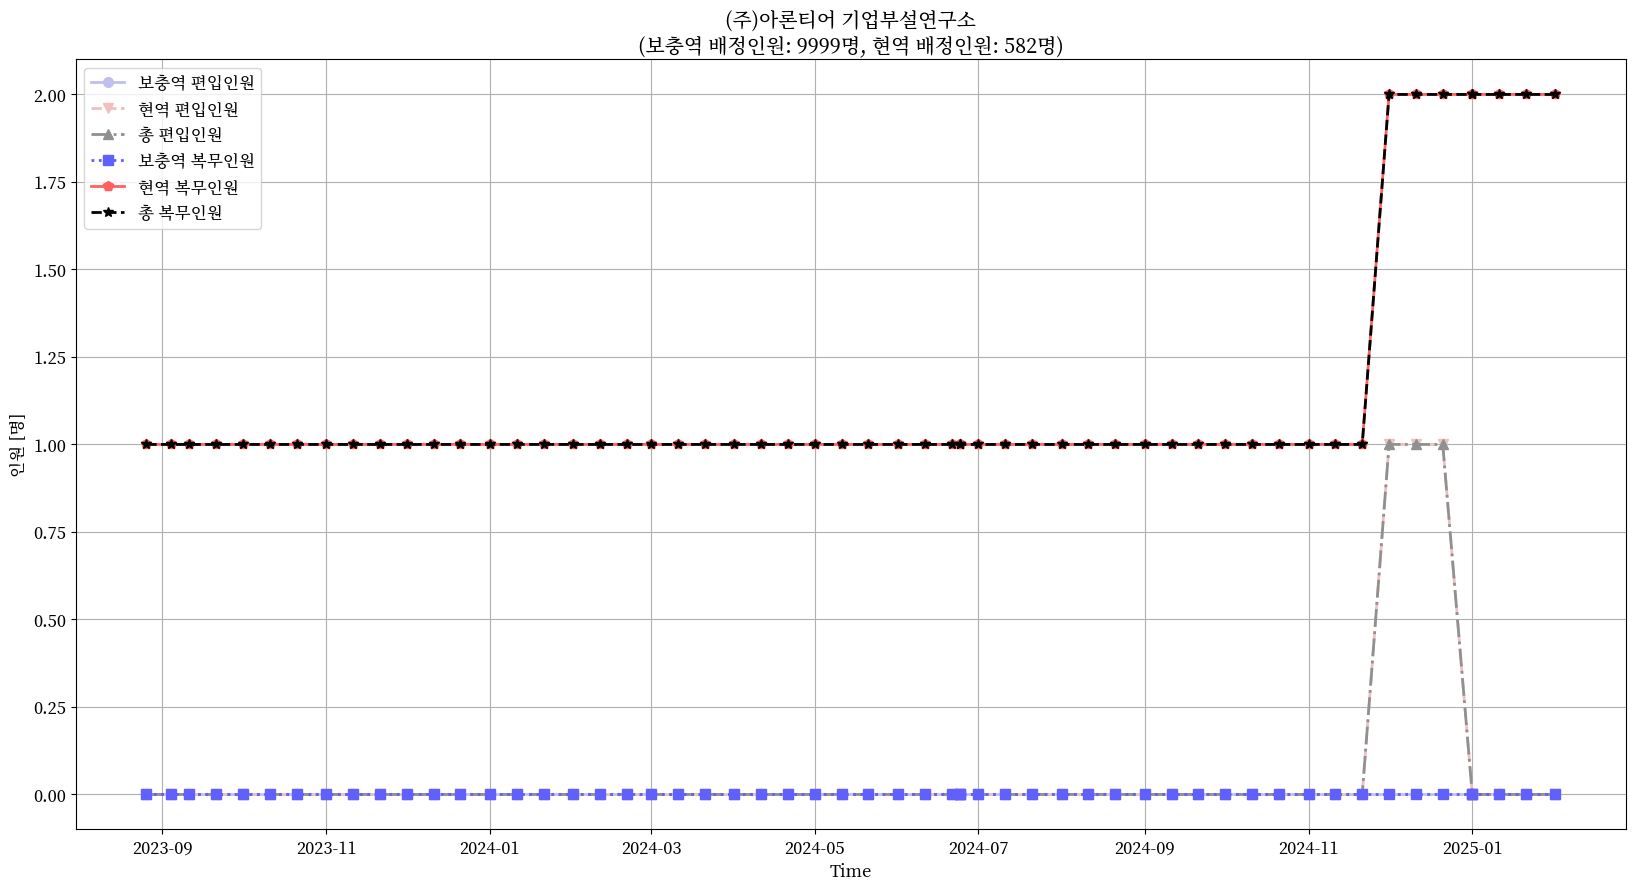 (주)아론티어 기업부설연구소
(보충역 배정인원: 9999명, 현역 배정인원: 582명)
보충역 편입인원
현역 편입인원
총 편입인원
보충역 복무인원
현역 복무인원
총 복무인원
2.00
1.75
1.50
1.25
1.00
0.75
0.50
0.25
0.00
인원 [명]
2023-09
2023-11
2024-01
2024-03
2024-05
2024-07
2024-09
2024-11
2025-01
Time